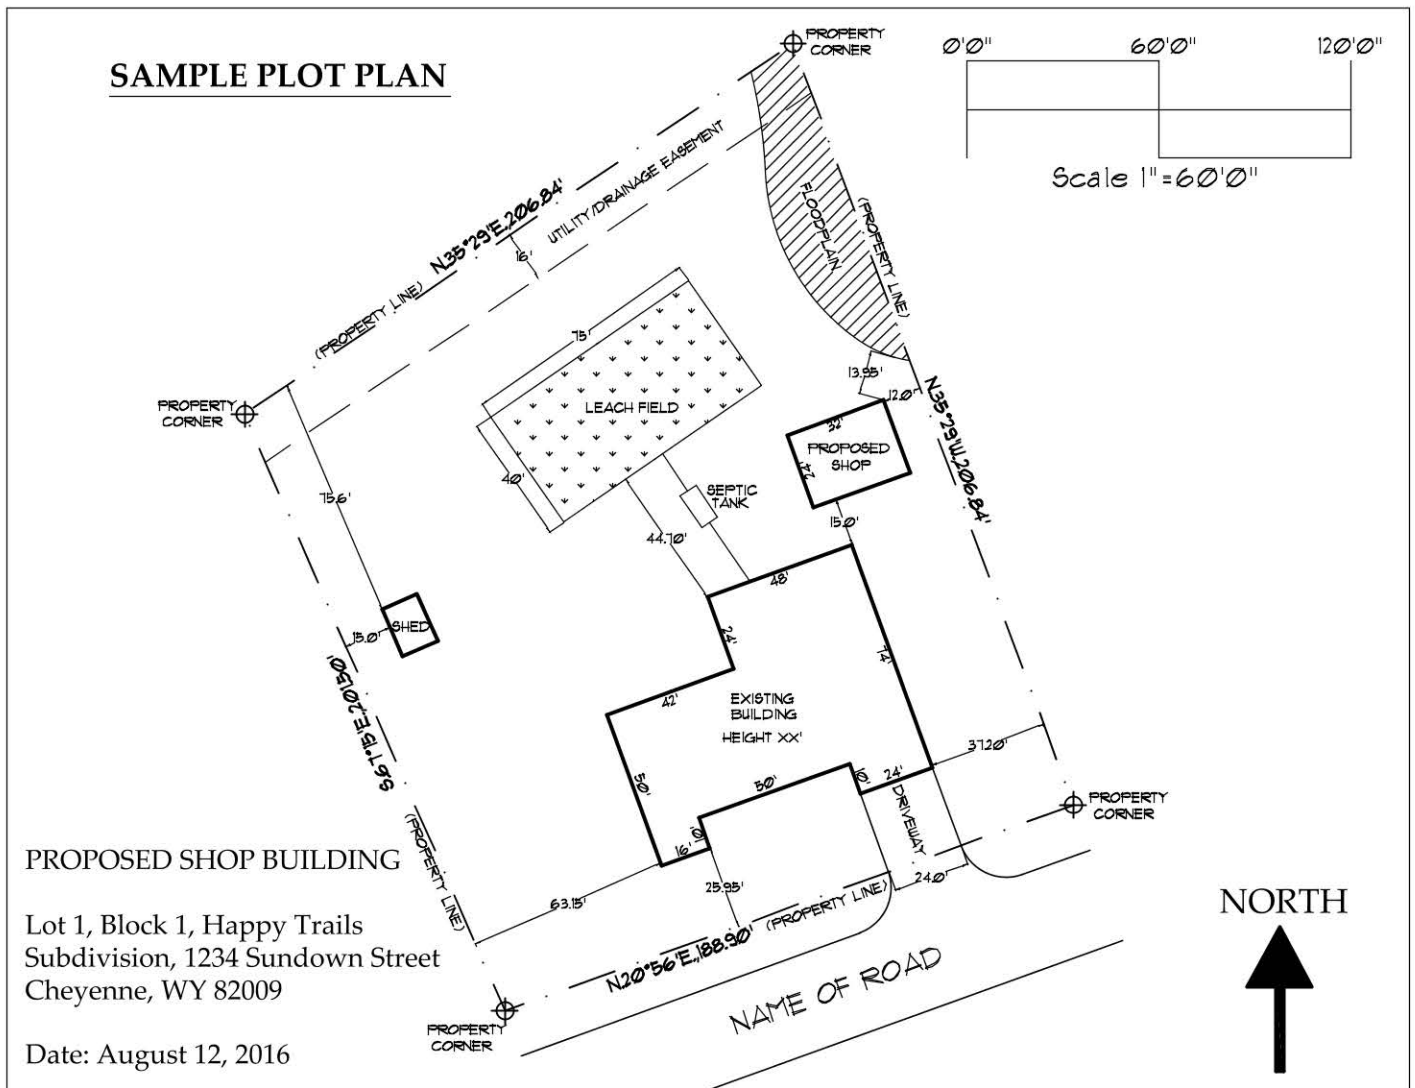 SAMPLE PLOT PLAN
PROPERTY
CORNER
0'0" 60'0" 120'0"
Scale 1"=60'0"
N.35°29'E.,206.84'
(PROPERTY LINE)
UTILITY/DRAINAGE EASEMENT
16'
FLOODPLAIN
(PROPERTY LINE)
75'
LEACH FIELD
40'
13.95'
12.0'
N.35°29'W.,206.84'
PROPERTY
CORNER
32'
PROPOSED
SHOP
24'
75.6'
SEPTIC
TANK
15.0'
44.70'
48'
SHED
15.0'
24'
74'
S.67°15'E.,201.50'
42'
EXISTING
BUILDING
HEIGHT XX'
37.20'
50'
50'
10'
24'
DRIVEWAY
PROPERTY
CORNER
10'
16'
(PROPERTY LINE)
24.0'
25.95'
(PROPERTY LINE)
63.15'
N.20°56'E.,188.90'
NAME OF ROAD
PROPERTY
CORNER
PROPOSED SHOP BUILDING
Lot 1, Block 1, Happy Trails
Subdivision, 1234 Sundown Street
Cheyenne, WY 82009
Date: August 12, 2016
NORTH